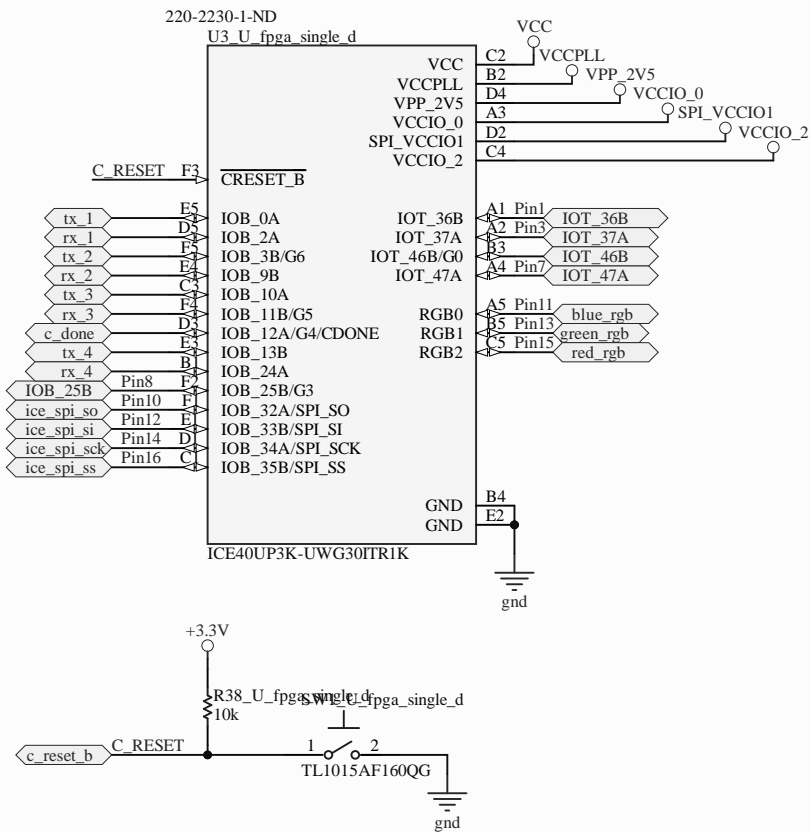 220-2230-1-ND
U3_U_fpga_single_d
VCC C2 VCC
VCCPLL B2 VCCPLL
VPP_2V5 D4 VPP_2V5
VCCIO_0 A3 VCCIO_0
SPI_VCCIO1 D2 SPI_VCCIO1
VCCIO_2 C4 VCCIO_2
C_RESET F3 CRESET_B
tx_1 E5 IOB_0A IOT_36B A1 Pin1 IOT_36B
rx_1 D5 IOB_2A IOT_37A A2 Pin3 IOT_37A
tx_2 F5 IOB_3B/G6 IOT_46B/G0 B3 IOT_46B
rx_2 E4 IOB_9B IOT_47A A4 Pin7 IOT_47A
tx_3 C3 IOB_10A
rx_3 F4 IOB_11B/G5 RGB0 A5 Pin11 blue_rgb
c_done D3 IOB_12A/G4/CDONE RGB1 B5 Pin13 green_rgb
tx_4 E3 IOB_13B RGB2 C5 Pin15 red_rgb
rx_4 B IOB_24A
IOB_25B Pin8 F2 IOB_25B/G3
ice_spi_so Pin10 F IOB_32A/SPI_SO
ice_spi_si Pin12 E IOB_33B/SPI_SI
ice_spi_sck Pin14 D IOB_34A/SPI_SCK
ice_spi_ss Pin16 C IOB_35B/SPI_SS
GND B4
GND E2
ICE40UP3K-UWG30ITR1K
gnd
+3.3V
R38_U_fpga_single_d
SW1_U_fpga_single_d
10k
c_reset_b C_RESET 1 2
TL1015AF160QG
gnd